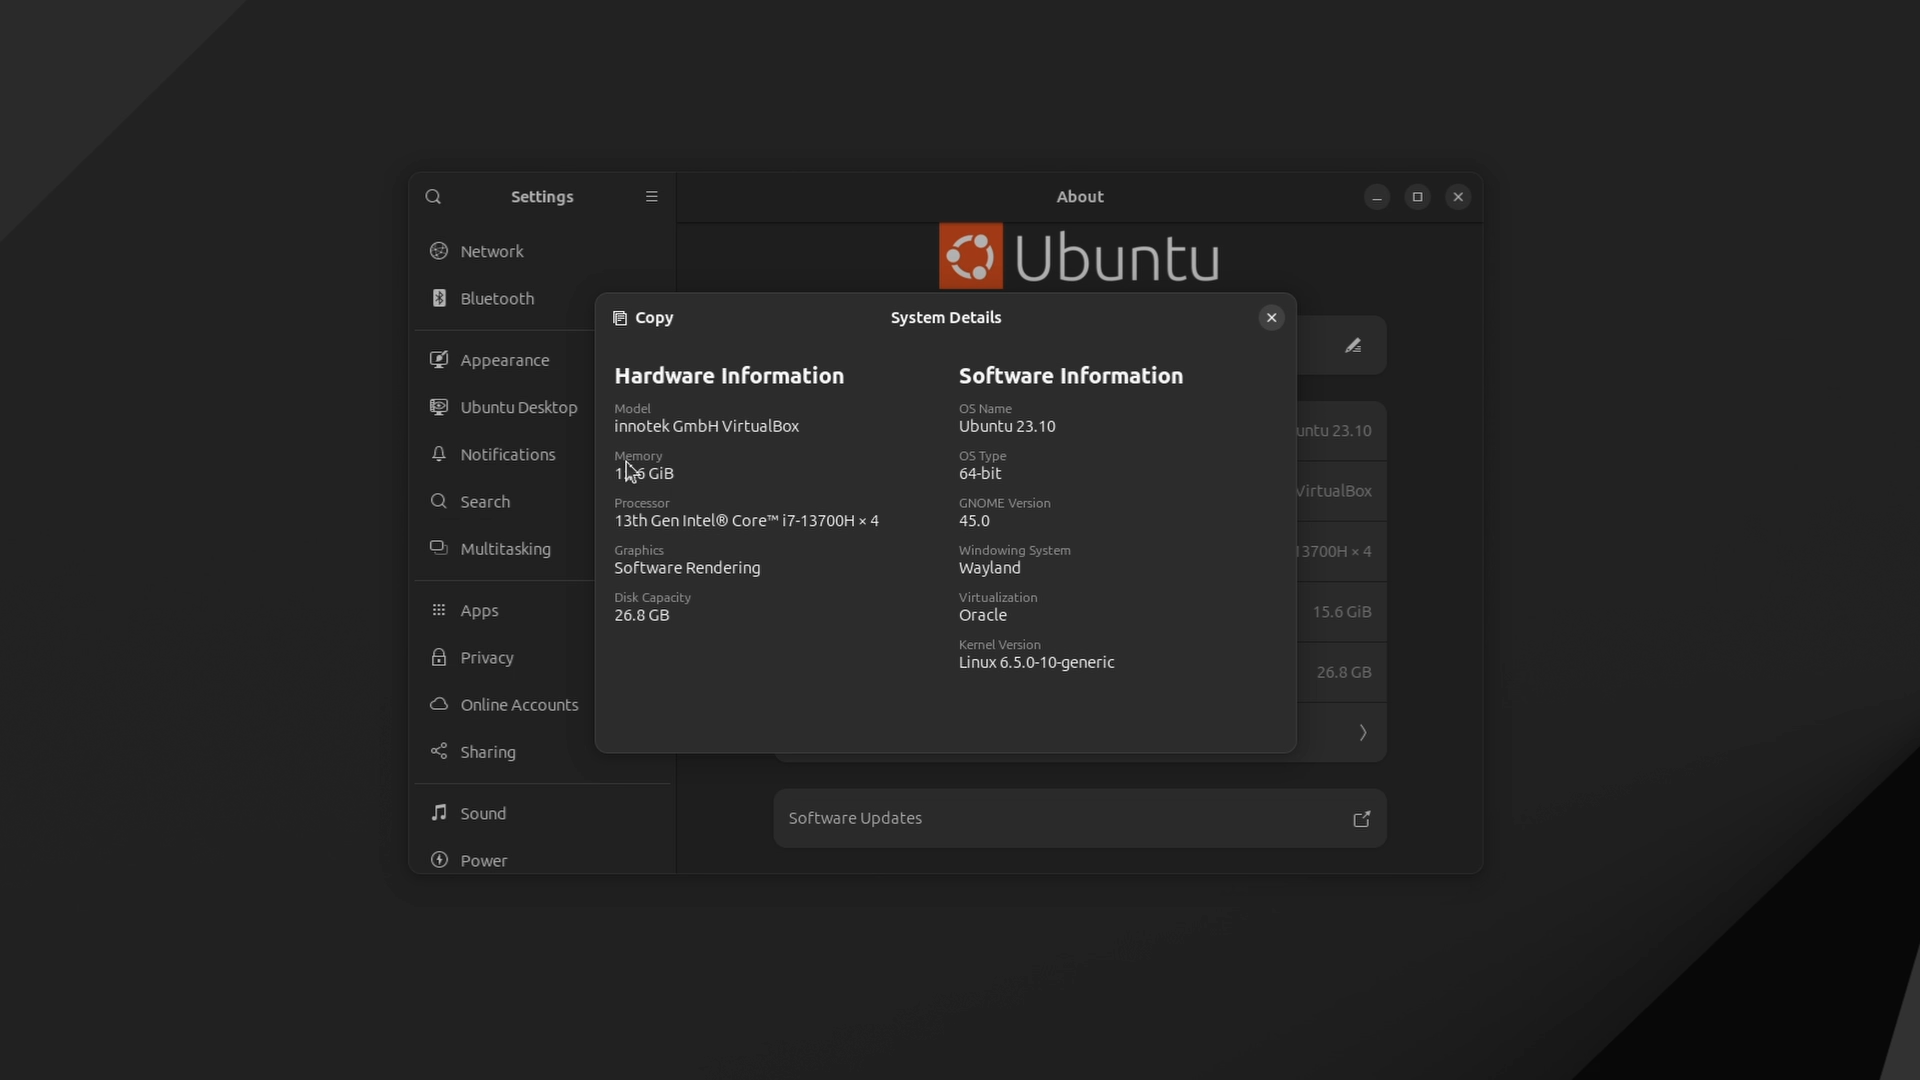 Settings
About
Network
Bluetooth
Appearance
Ubuntu Desktop
Notifications
Search
Multitasking
Apps
Privacy
Online Accounts
Sharing
Sound
Power
Ubuntu
Copy
System Details
Hardware Information
Model
innotek GmbH VirtualBox
Memory
GiB
Processor
13th Gen Intel® Core™ i7-13700H × 4
Graphics
Software Rendering
Disk Capacity
26.8 GB
Software Information
OS Name
Ubuntu 23.10
OS Type
64-bit
GNOME Version
45.0
Windowing System
Wayland
Virtualization
Oracle
Kernel Version
Linux 6.5.0-10-generic
untu 23.10
VirtualBox
13700H × 4
15.6 GiB
26.8 GB
Software Updates